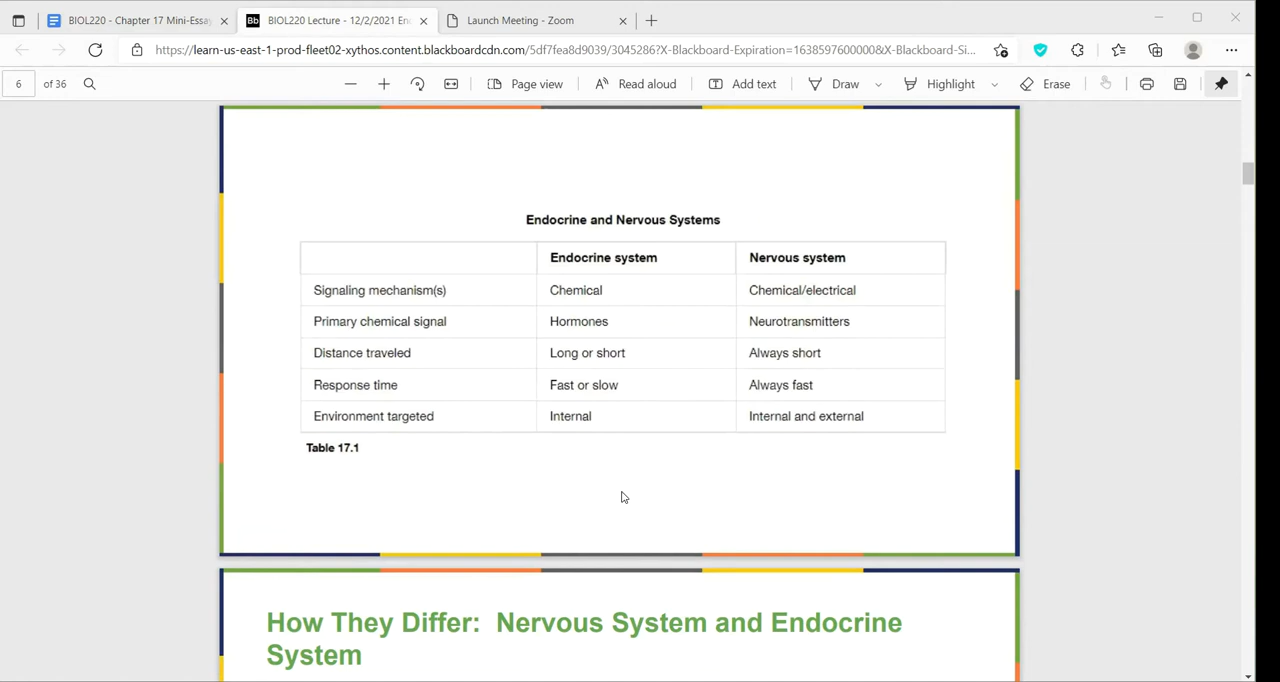 BIOL220 - Chapter 17 Mini-Essay
Bb BIOL220 Lecture - 12/2/2021 En
Launch Meeting - Zoom
https://learn-us-east-1-prod-fleet02-xythos.content.blackboardcdn.com/5df7fea8d9039/3045286?X-Blackboard-Expiration=1638597600000&X-Blackboard-Si...
6 of 36 Page view Read aloud Add text Draw Highlight Erase
Endocrine and Nervous Systems
Endocrine system Nervous system
Signaling mechanism(s) Chemical Chemical/electrical
Primary chemical signal Hormones Neurotransmitters
Distance traveled Long or short Always short
Response time Fast or slow Always fast
Environment targeted Internal Internal and external
Table 17.1
How They Differ: Nervous System and Endocrine
System